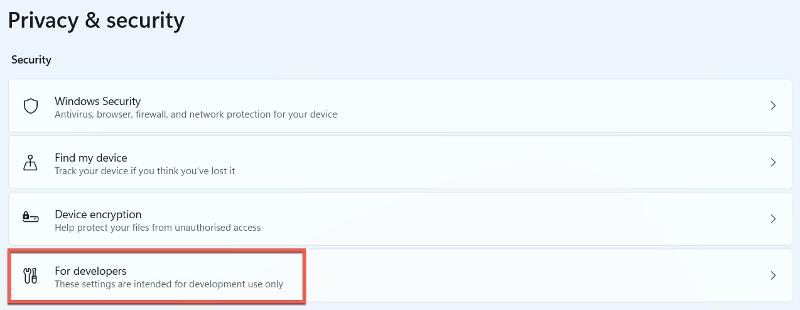 Privacy & security
Security
Windows Security
Antivirus, browser, firewall, and network protection for your device
Find my device
Track your device if you think you've lost it
Device encryption
Help protect your files from unauthorised access
For developers
These settings are intended for development use only